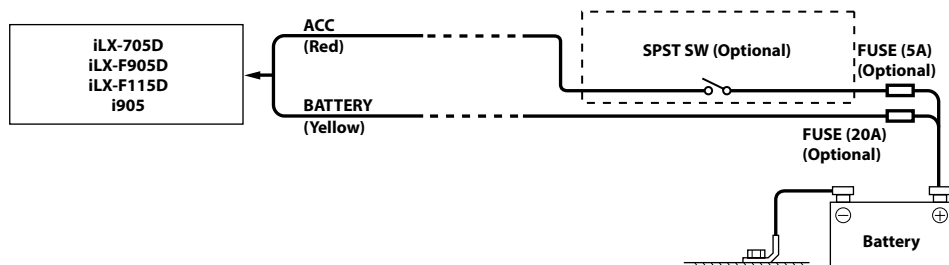 iLX-705D
iLX-F905D
iLX-F115D
i905
ACC
(Red)
BATTERY
(Yellow)
SPST SW (Optional)
FUSE (5A)
(Optional)
FUSE (20A)
(Optional)
Battery